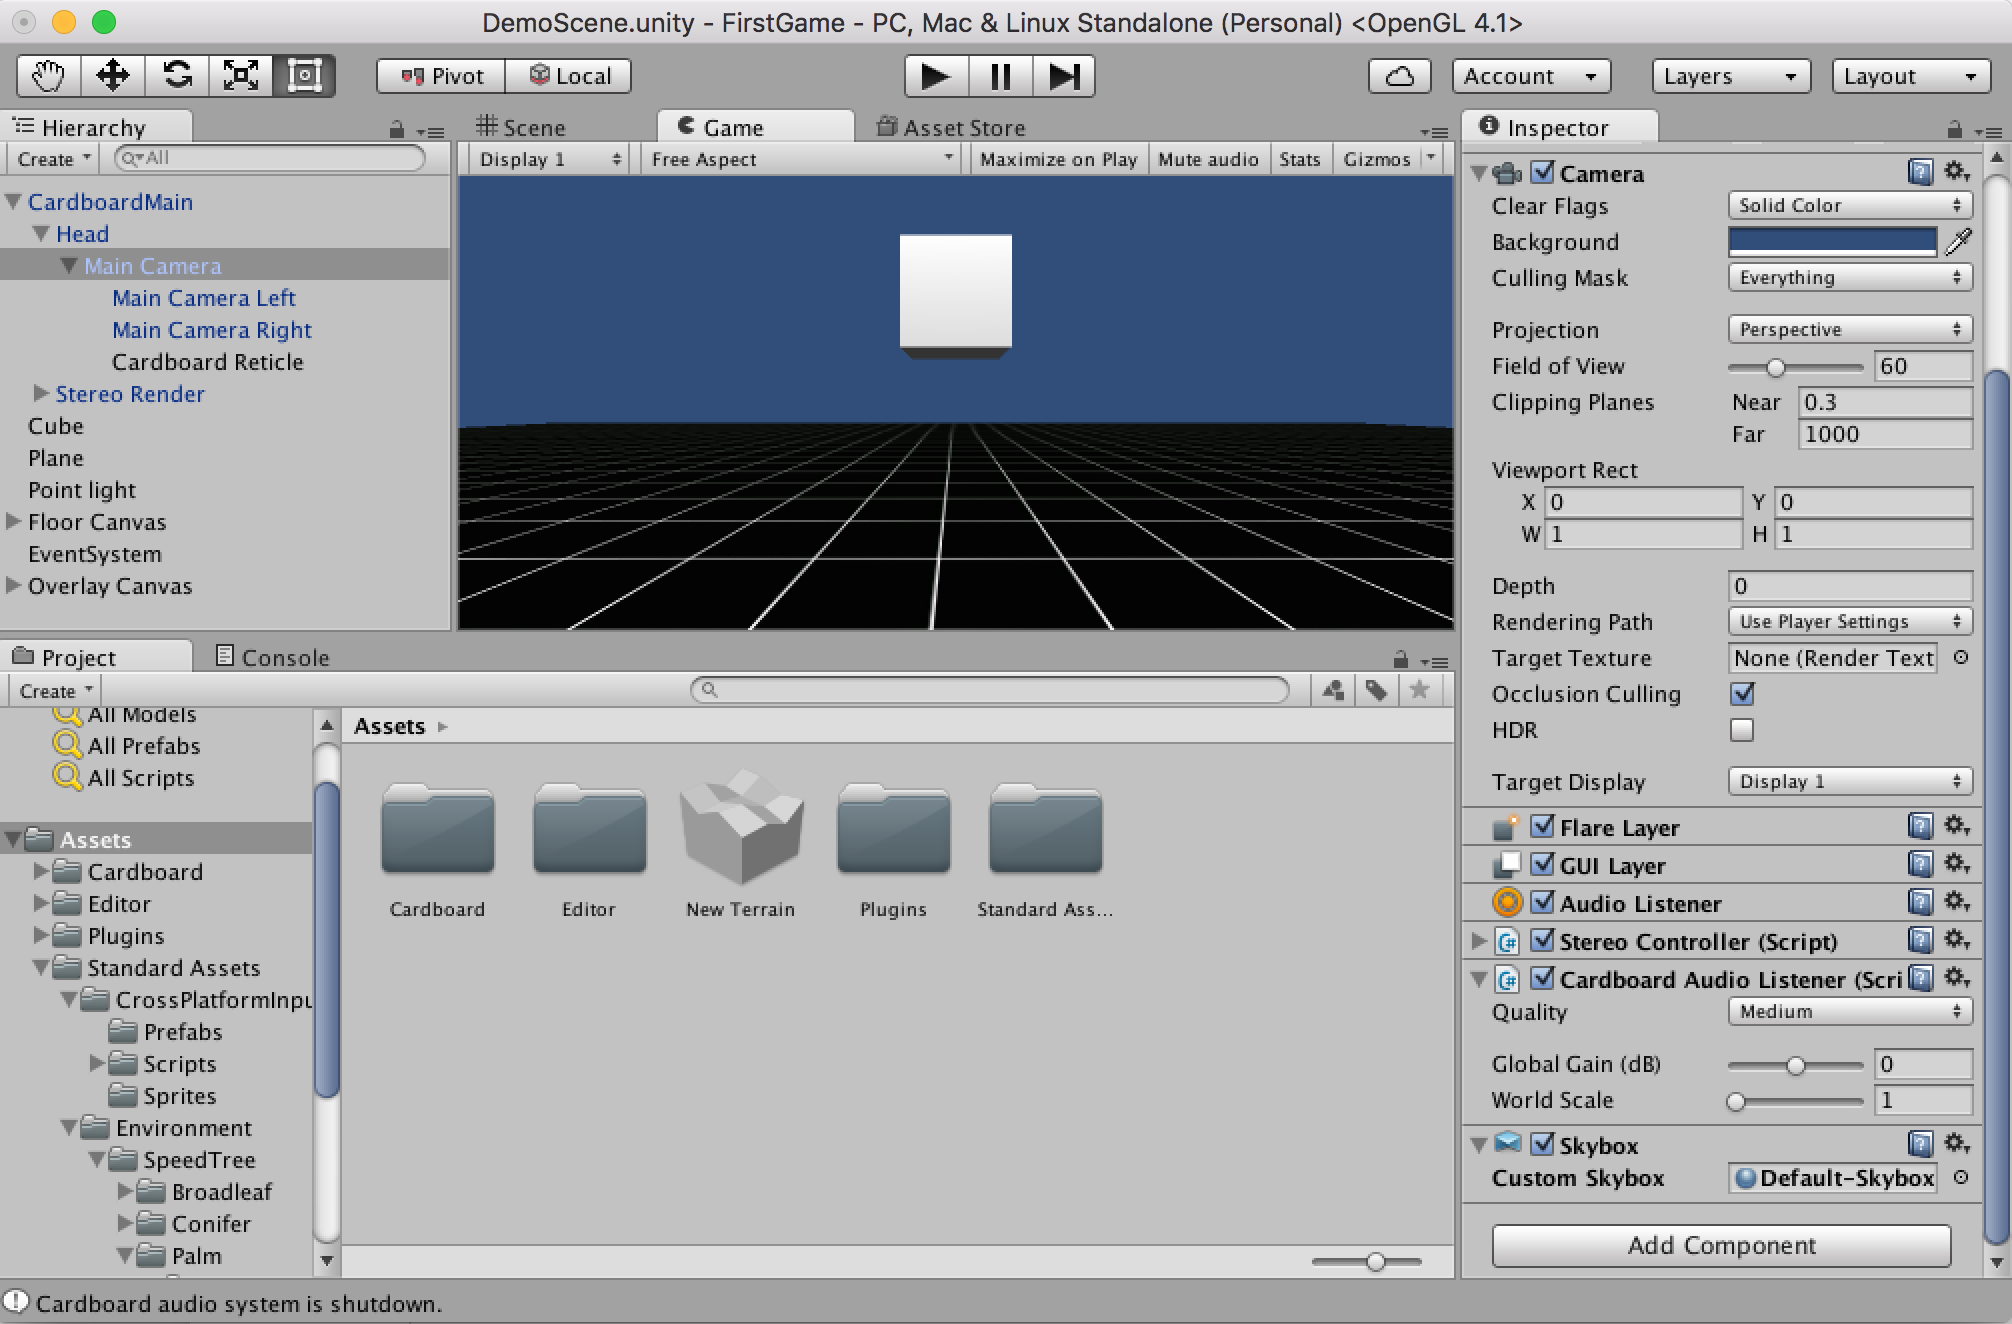 DemoScene.unity - FirstGame - PC, Mac & Linux Standalone (Personal) <OpenGL 4.1>
Pivot Local Account Layers Layout
Hierarchy
Create All
CardboardMain
Head
Main Camera
Main Camera Left
Main Camera Right
Cardboard Reticle
Stereo Render
Cube
Plane
Point light
Floor Canvas
EventSystem
Overlay Canvas
Scene Game Asset Store
Display 1 Free Aspect Maximize on Play Mute audio Stats Gizmos
Project Console
Create
All Models
All Prefabs
All Scripts
Assets
Cardboard
Editor
Plugins
Standard Assets
CrossPlatformInpu
Prefabs
Scripts
Sprites
Environment
SpeedTree
Broadleaf
Conifer
Palm
Assets
Cardboard Editor New Terrain Plugins Standard Ass...
Inspector
Camera
Clear Flags Solid Color
Background
Culling Mask Everything
Projection Perspective
Field of View 60
Clipping Planes Near 0.3
Far 1000
Viewport Rect
X 0 Y 0
W 1 H 1
Depth 0
Rendering Path Use Player Settings
Target Texture None (Render Text
Occlusion Culling
HDR
Target Display Display 1
Flare Layer
GUI Layer
Audio Listener
C# Stereo Controller (Script)
C# Cardboard Audio Listener (Scri
Quality Medium
Global Gain (dB) 0
World Scale 1
Skybox
Custom Skybox Default-Skybox
Add Component
Cardboard audio system is shutdown.